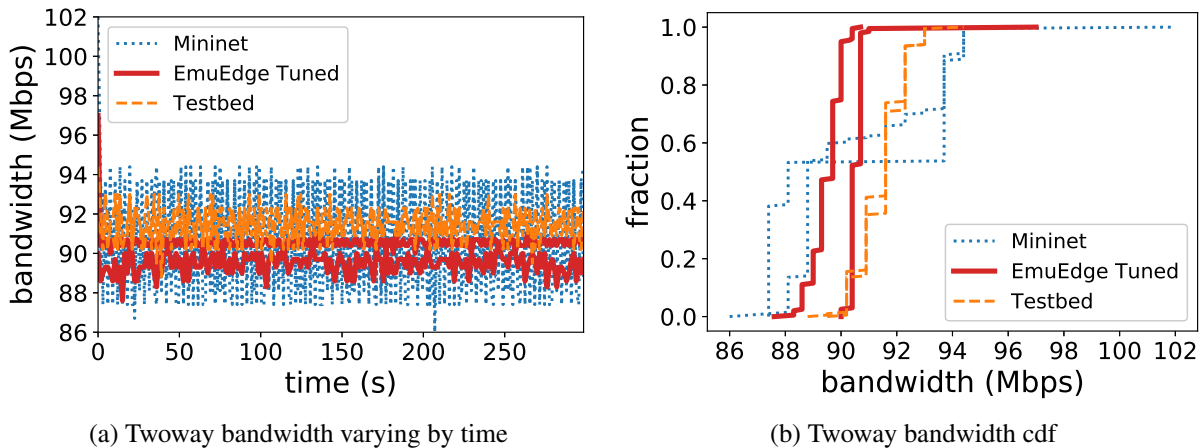 102
100
98
96
94
92
90
88
86
bandwidth (Mbps)
Mininet
EmuEdge Tuned
Testbed
0 50 100 150 200 250
time (s)
(a) Twoway bandwidth varying by time
1.0
0.8
0.6
0.4
0.2
0.0
fraction
Mininet
EmuEdge Tuned
Testbed
86 88 90 92 94 96 98 100 102
bandwidth (Mbps)
(b) Twoway bandwidth cdf